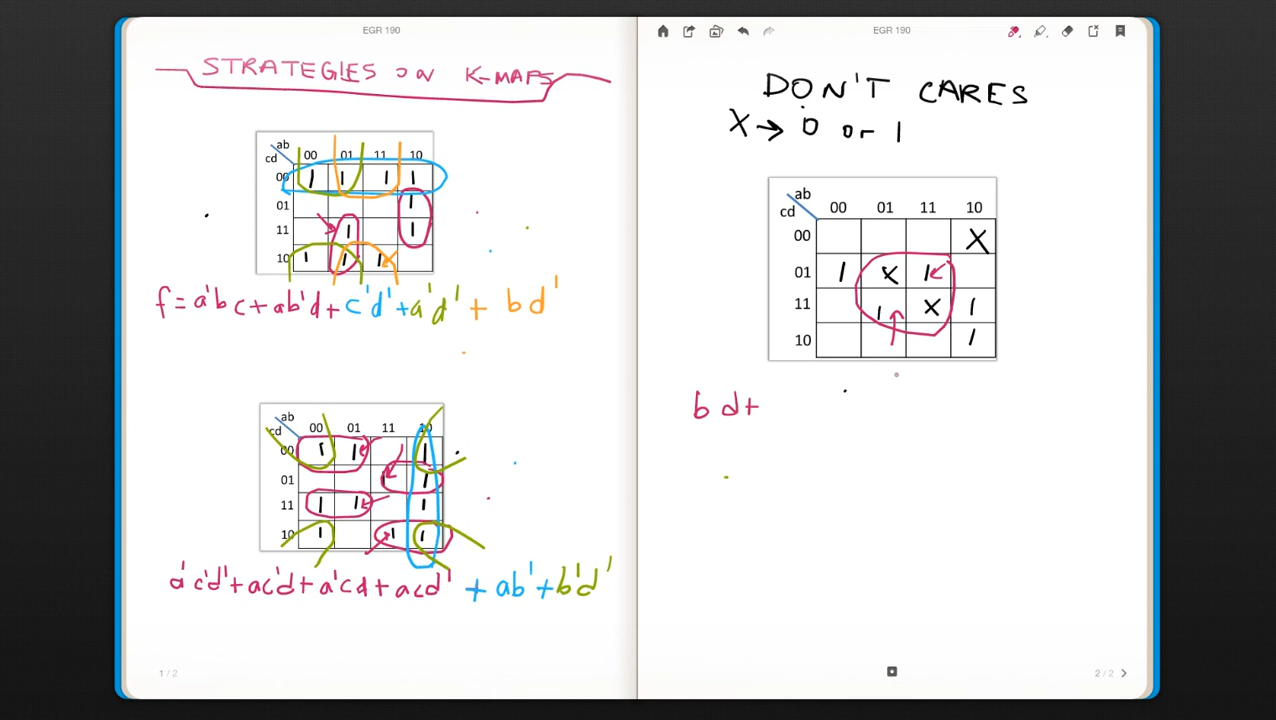 EGR 190
STRATEGIES ON K-MAPS
ab
cd 00 01 11 10
00 1 1 1 1
01 1
11 1 1
10 1 1 1
f = a'bc + ab'd + c'd' + a'd' + bd'
ab
cd 00 01 11 10
00 1 1 1
01 1 1
11 1 1 1
10 1 1 1
a'c'd' + ac'd + a'cd + acd' + ab' + b'd'
1 / 2
EGR 190
DON'T CARES
X → 0 or 1
ab
cd 00 01 11 10
00 X
01 1 X 1
11 1 X 1
10 1
bd+
2 / 2